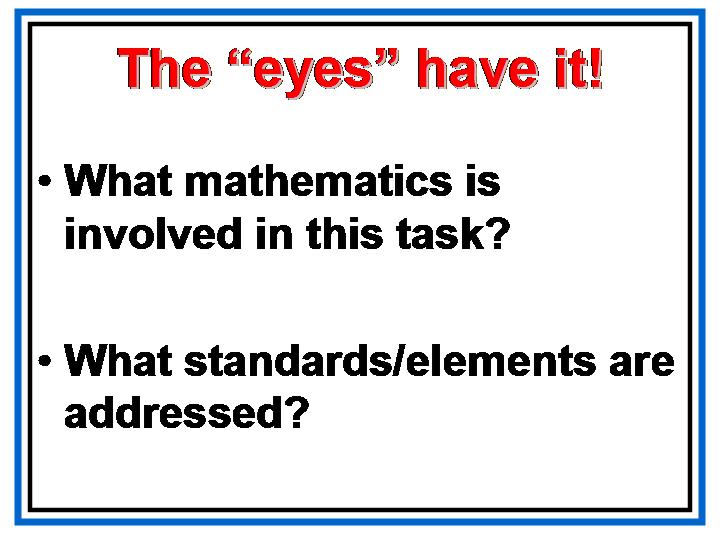 The “eyes” have it!
• What mathematics is
involved in this task?
• What standards/elements are
addressed?